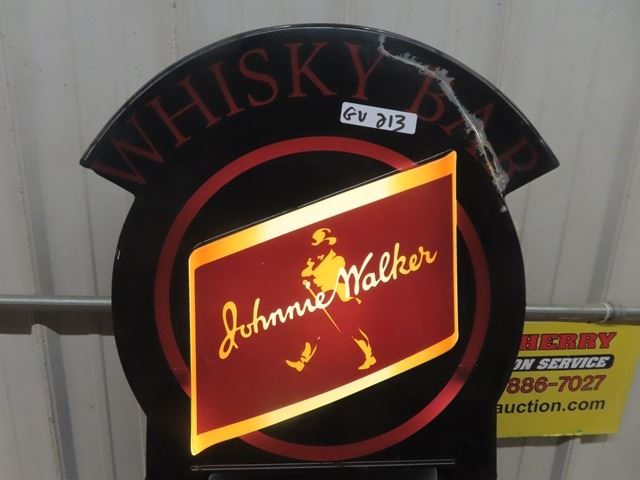 WHISKY BAR
GV 213
Johnnie Walker
HERRY
ON SERVICE
886-7027
auction.com